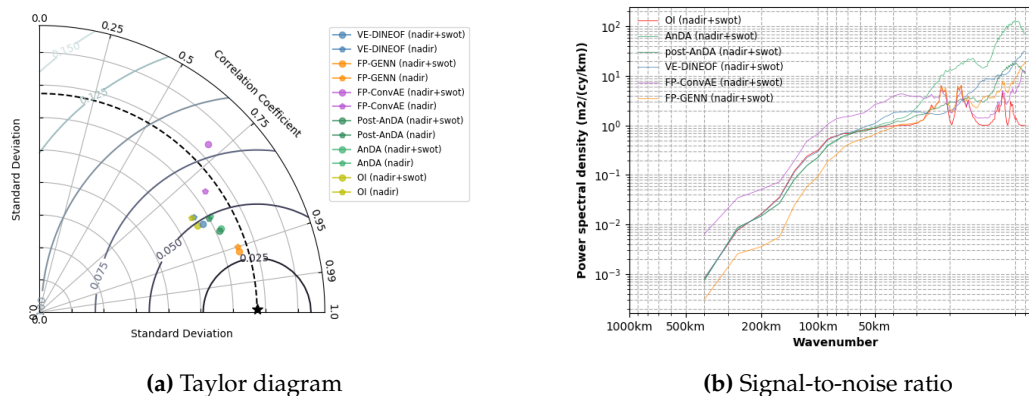 0.0
0.25
0.5
Correlation Coefficient
0.75
0.95
0.99
1.0
0.150
0.050
0.075
0.025
0.0
0.0
Standard Deviation
Standard Deviation
VE-DINEOF (nadir+swot)
VE-DINEOF (nadir)
FP-GENN (nadir+swot)
FP-GENN (nadir)
FP-ConvAE (nadir+swot)
FP-ConvAE (nadir)
Post-AnDA (nadir+swot)
Post-AnDA (nadir)
AnDA (nadir+swot)
AnDA (nadir)
OI (nadir+swot)
OI (nadir)
(a) Taylor diagram
Power spectral density (m2/(cy/km))
10²
10¹
10⁰
10⁻¹
10⁻²
10⁻³
OI (nadir+swot)
AnDA (nadir+swot)
post-AnDA (nadir+swot)
VE-DINEOF (nadir+swot)
FP-ConvAE (nadir+swot)
FP-GENN (nadir+swot)
1000km 500km 200km 100km 50km
Wavenumber
(b) Signal-to-noise ratio